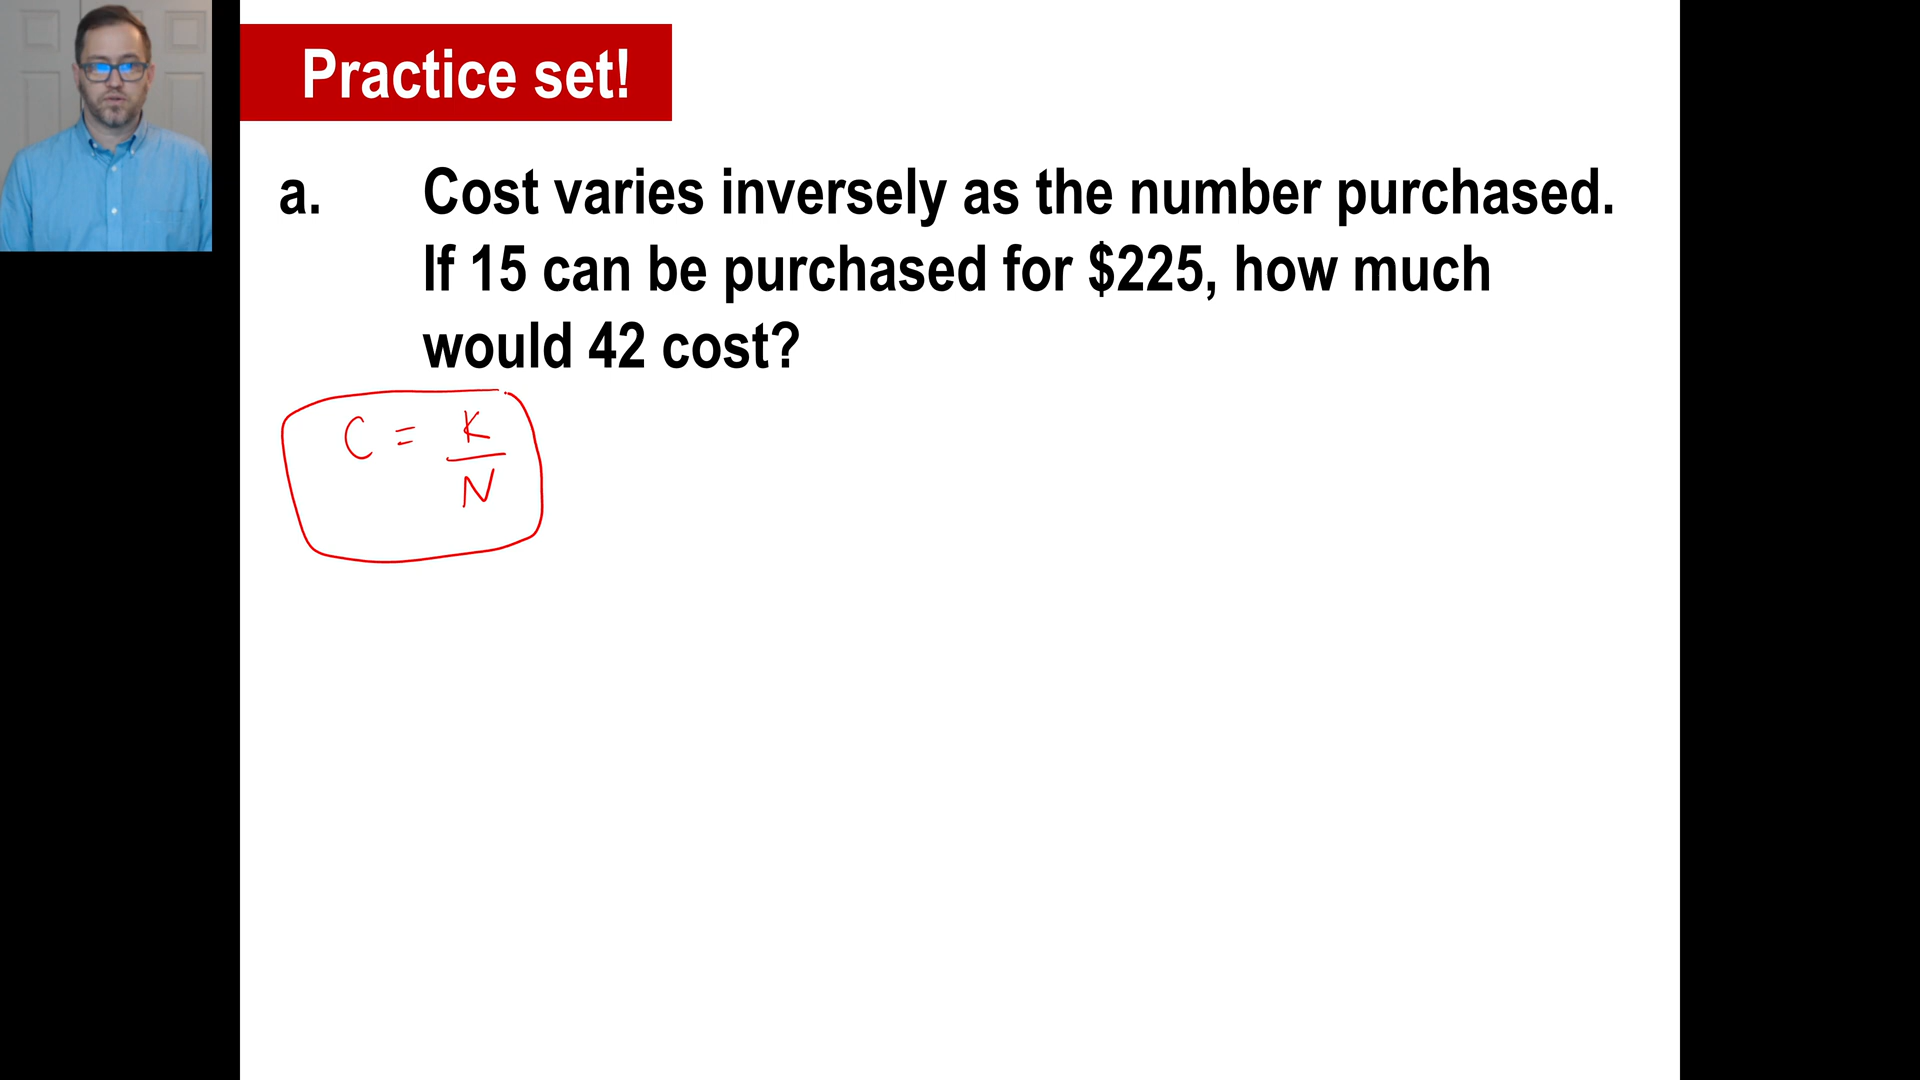 Practice set!
a. Cost varies inversely as the number purchased.
If 15 can be purchased for $225, how much
would 42 cost?
C = K
N